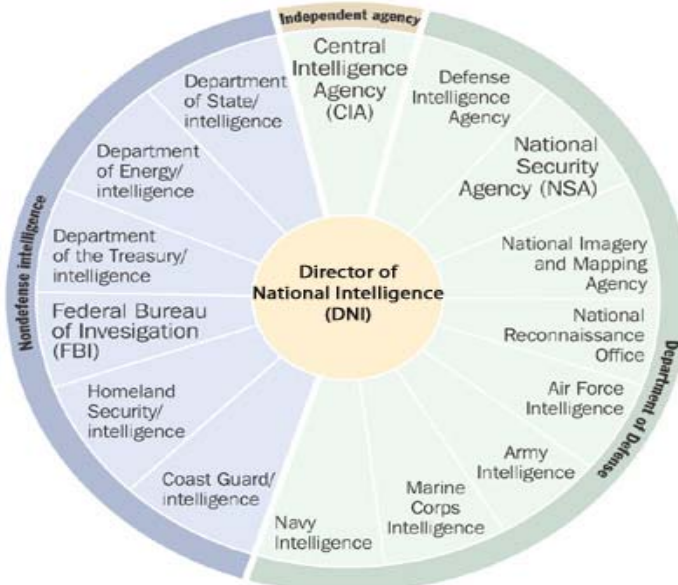 Independent agency
Central
Intelligence
Agency
(CIA)
Defense
Intelligence
Agency
National
Security
Agency (NSA)
National Imagery
and Mapping
Agency
National
Reconnaissance
Office
Air Force
Intelligence
Army
Intelligence
Marine
Corps
Intelligence
Navy
Intelligence
Department of Defense
Department
of State/
intelligence
Department
of Energy/
intelligence
Department
of the Treasury/
intelligence
Federal Bureau
of Invesigation
(FBI)
Homeland
Security/
intelligence
Coast Guard/
intelligence
Nondefense intelligence
Director of
National Intelligence
(DNI)